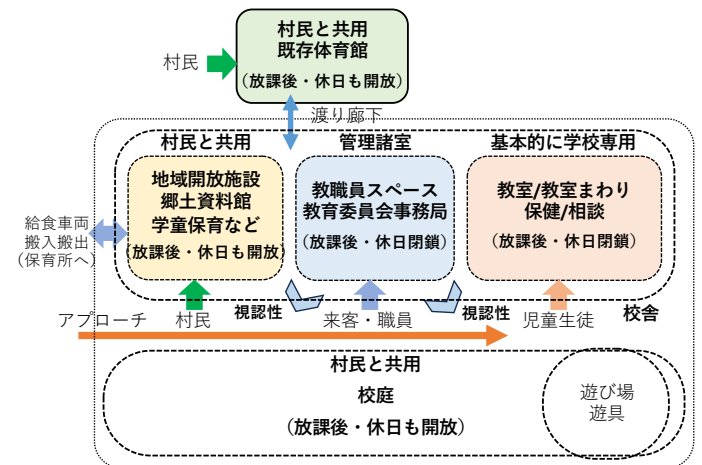 村民と共用
既存体育館
(放課後・休日も開放)
村民
渡り廊下
村民と共用
管理諸室
基本的に学校専用
地域開放施設
郷土資料館
学童保育など
(放課後・休日も開放)
教職員スペース
教育委員会事務局
(放課後・休日閉鎖)
教室/教室まわり
保健/相談
(放課後・休日閉鎖)
給食車両
搬入搬出
(保育所へ)
アプローチ
村民
視認性
来客・職員
視認性
児童生徒
校舎
村民と共用
校庭
(放課後・休日も開放)
遊び場
遊具